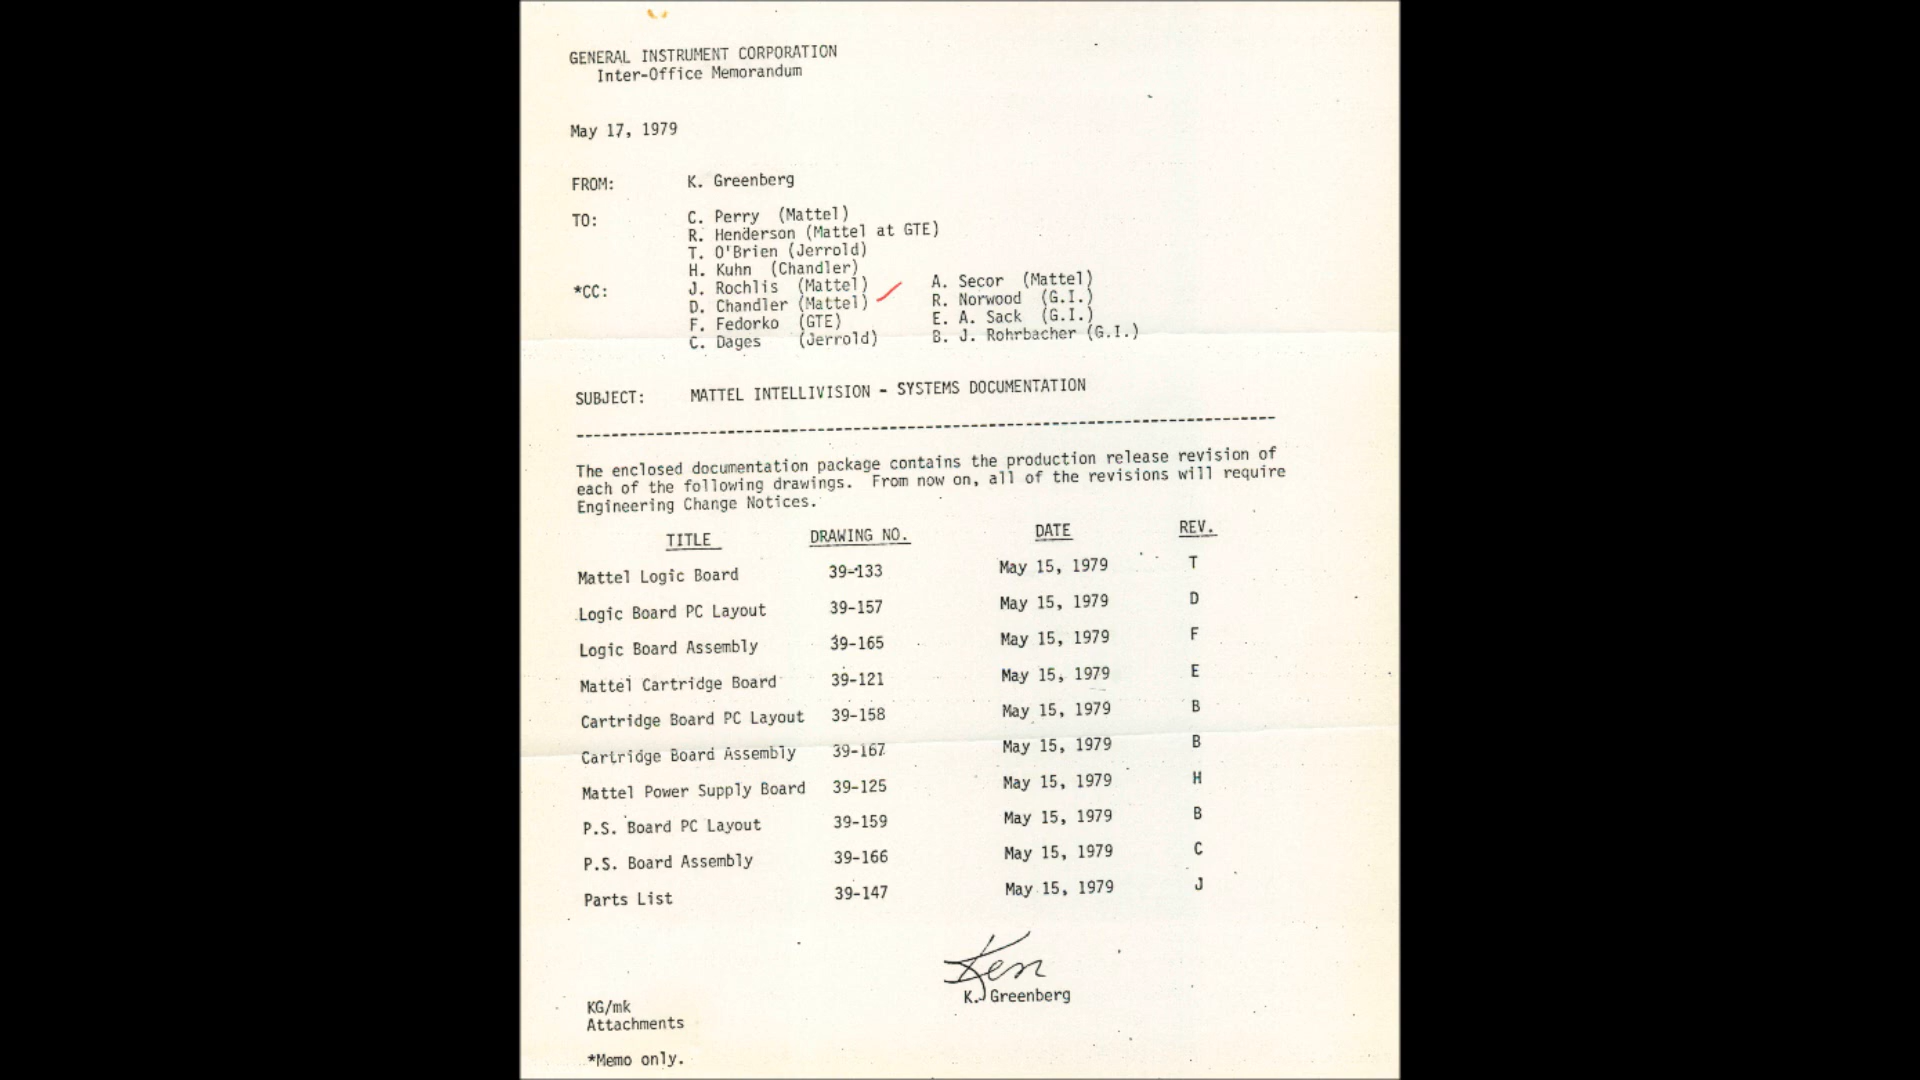 GENERAL INSTRUMENT CORPORATION
Inter-Office Memorandum
May 17, 1979
FROM: K. Greenberg
TO: C. Perry (Mattel)
R. Henderson (Mattel at GTE)
T. O'Brien (Jerrold)
H. Kuhn (Chandler)
*CC: J. Rochlis (Mattel) A. Secor (Mattel)
D. Chandler (Mattel) R. Norwood (G.I.)
F. Fedorko (GTE) E. A. Sack (G.I.)
C. Dages (Jerrold) B. J. Rohrbacher (G.I.)
SUBJECT: MATTEL INTELLIVISION - SYSTEMS DOCUMENTATION
The enclosed documentation package contains the production release revision of
each of the following drawings. From now on, all of the revisions will require
Engineering Change Notices.
TITLE DRAWING NO. DATE REV.
Mattel Logic Board 39-133 May 15, 1979 T
Logic Board PC Layout 39-157 May 15, 1979 D
Logic Board Assembly 39-165 May 15, 1979 F
Mattel Cartridge Board 39-121 May 15, 1979 E
Cartridge Board PC Layout 39-158 May 15, 1979 B
Cartridge Board Assembly 39-167 May 15, 1979 B
Mattel Power Supply Board 39-125 May 15, 1979 H
P.S. Board PC Layout 39-159 May 15, 1979 B
P.S. Board Assembly 39-166 May 15, 1979 C
Parts List 39-147 May 15, 1979 J
Ken
K. Greenberg
KG/mk
Attachments
*Memo only.